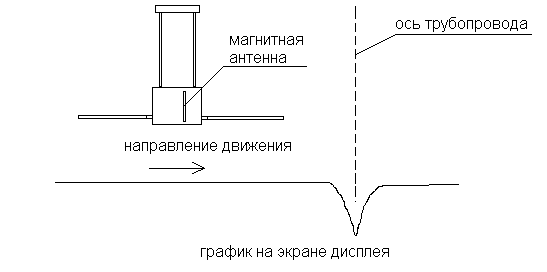 магнитная
антенна
ось трубопровода
направление движения
график на экране дисплея